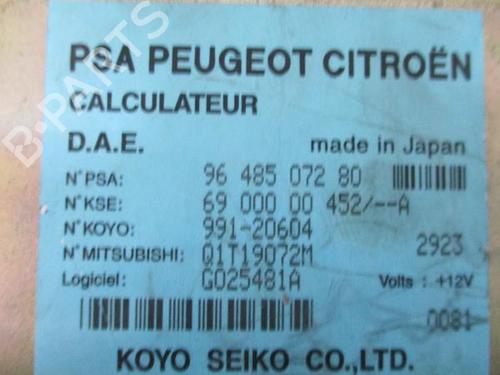 PSA PEUGEOT CITROËN
CALCULATEUR
D.A.E. made in Japan
N°PSA: 96 485 072 80
N°KSE: 69 000 00 452/--A
N°KOYO: 991-20604
N°MITSUBISHI: Q1T19072M 2923
Logiciel: G025481A Volts : +12V
0081
KOYO SEIKO CO.,LTD.
B-PARTS